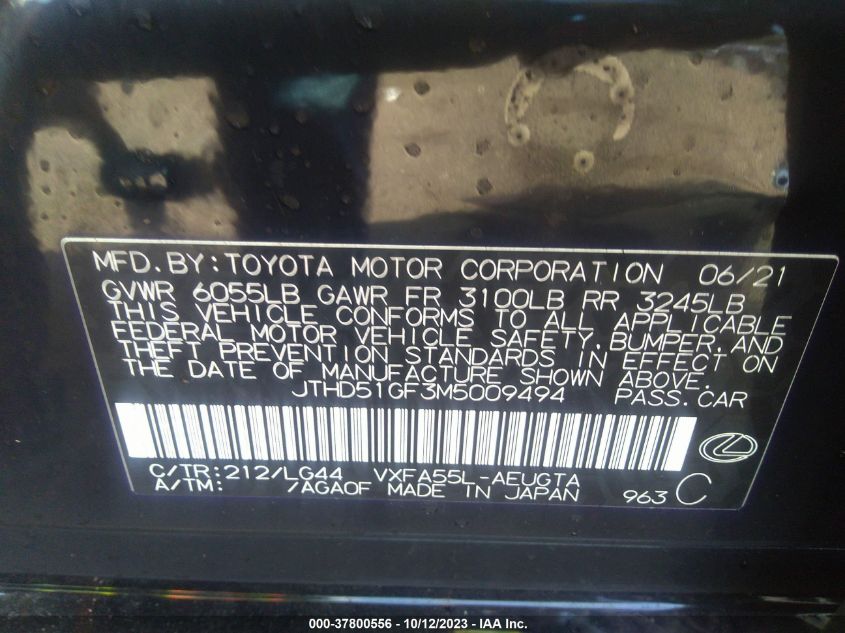 MFD.BY:TOYOTA MOTOR CORPORATION 06/21
GVWR 6055LB GAWR FR 3100LB RR 3245LB
THIS VEHICLE CONFORMS TO ALL APPLICABLE
FEDERAL MOTOR VEHICLE SAFETY,BUMPER,AND
THEFT PREVENTION STANDARDS IN EFFECT ON
THE DATE OF MANUFACTURE SHOWN ABOVE.
JTHD51GF3M5009494 PASS.CAR
C/TR:212/LG44 VXFA55L-AEUGTA
A/TM: /AGA0F MADE IN JAPAN 963 C
000-37800556 - 10/12/2023 - IAA Inc.